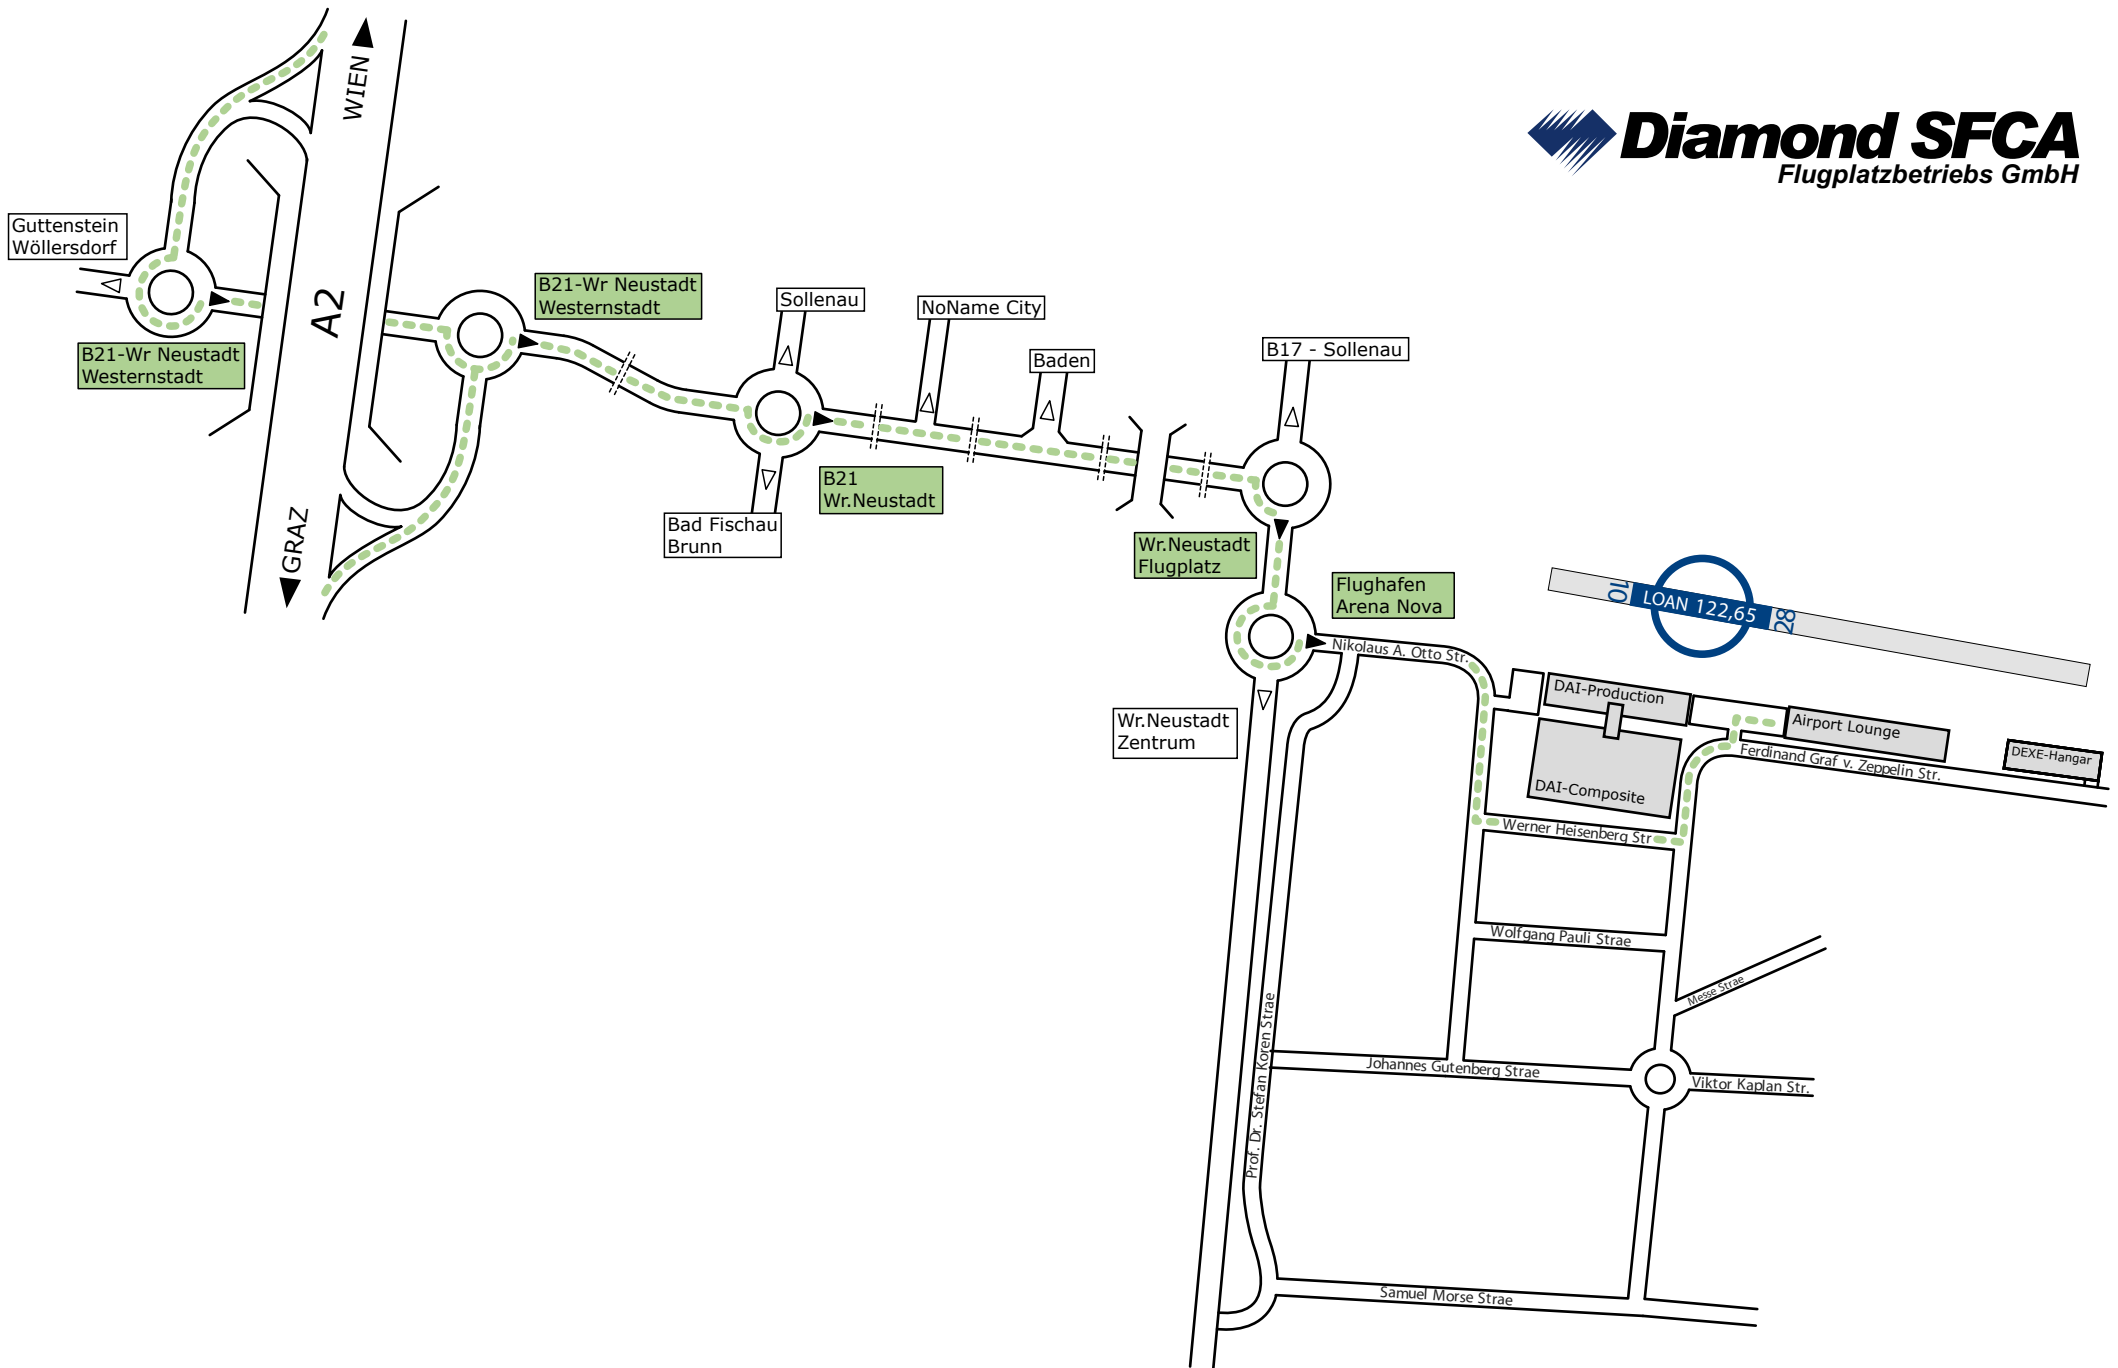 WIEN
Diamond SFCA
Flugplatzbetriebs GmbH
Guttenstein
Wöllersdorf
A2
B21-Wr Neustadt
Westernstadt
B21-Wr Neustadt
Westernstadt
Sollenau
NoName City
Baden
B17 - Sollenau
B21
Wr.Neustadt
GRAZ
Bad Fischau
Brunn
Wr.Neustadt
Flugplatz
Flughafen
Arena Nova
10
LOAN 122,65
28
Nikolaus A. Otto Str.
DAI-Production
Airport Lounge
Wr.Neustadt
Zentrum
Ferdinand Graf v. Zeppelin Str.
DEXE-Hangar
DAI-Composite
Werner Heisenberg Str
Wolfgang Pauli Strae
Messe Strae
Prof. Dr. Stefan Koren Strae
Johannes Gutenberg Strae
Viktor Kaplan Str.
Samuel Morse Strae